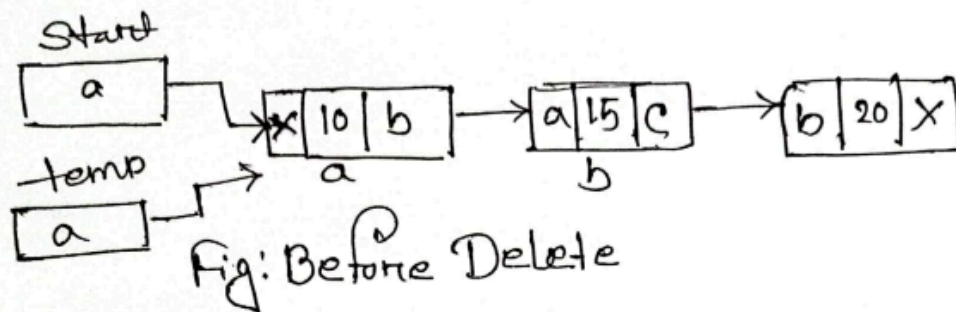 Start
a
X 10 b
a 15 C
b 20 X
a
b
temp
a
Fig: Before Delete